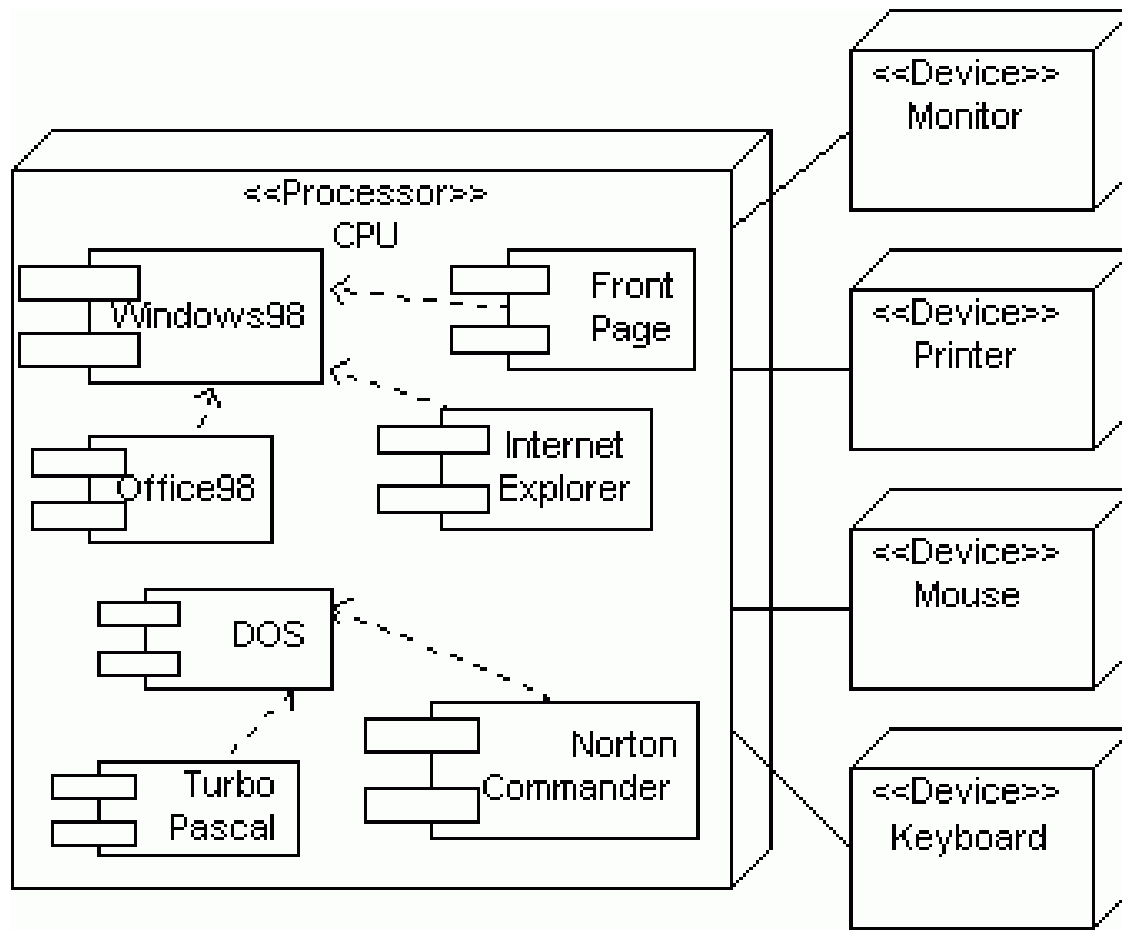 <<Processor>>
CPU
Windows98
Front
Page
Office98
Internet
Explorer
DOS
Turbo
Pascal
Norton
Commander
<<Device>>
Monitor
<<Device>>
Printer
<<Device>>
Mouse
<<Device>>
Keyboard